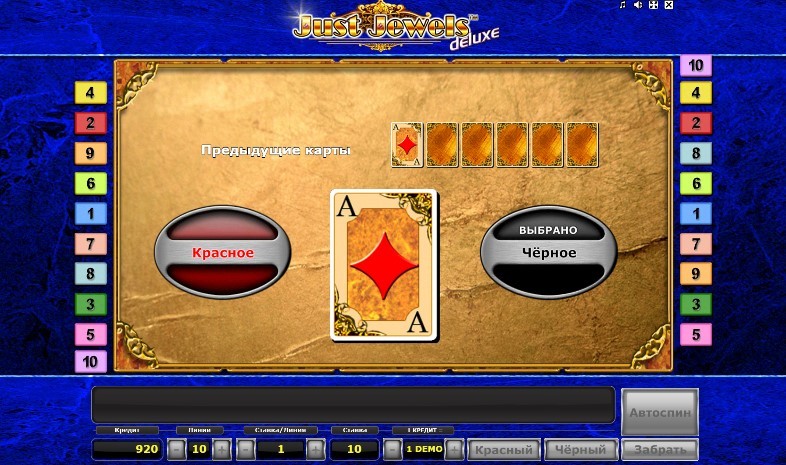 Just Jewels™
deluxe
10
4
4
2
2
9
8
6
6
1
1
7
7
8
9
3
3
5
5
10
Предыдущие карты
A
A
Красное
A
A
ВЫБРАНО
Чёрное
Автоспин
Кредит
Линии
Ставка/Линии
Ставка
1 КРЕДИТ =
920
- 10 +
- 1 +
10
- 1 DEMO +
Красный
Чёрный
Забрать